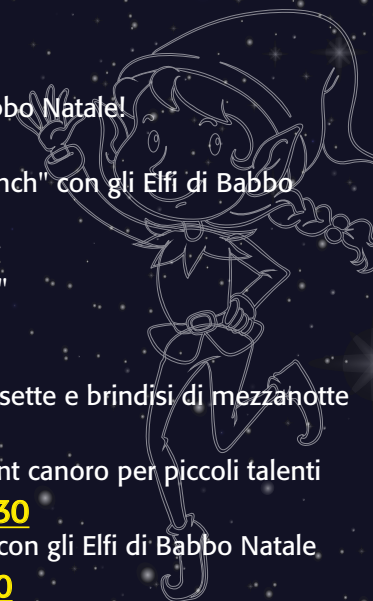 bo Natale!
nch" con gli Elfi di Babbo
"
sette e brindisi di mezzanotte
nt canoro per piccoli talenti
30
con gli Elfi di Babbo Natale
0